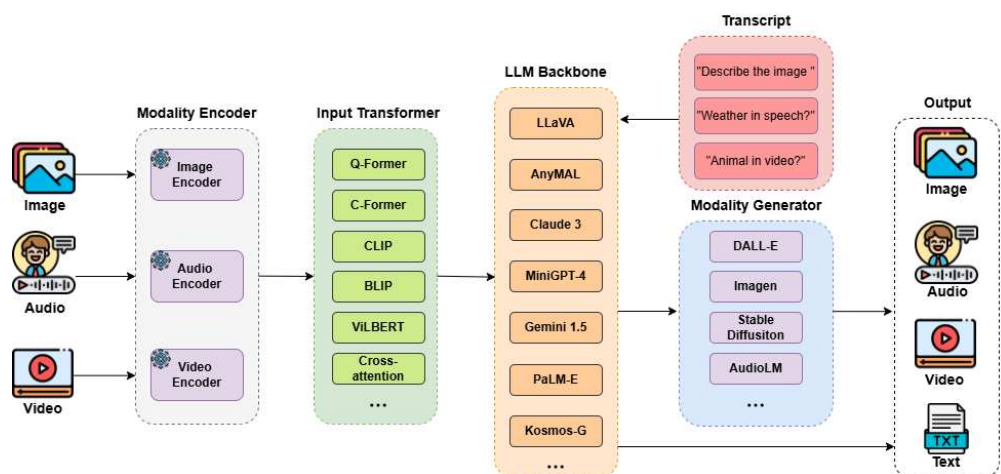 Transcript
"Describe the image "
"Weather in speech?"
"Animal in video?"
LLM Backbone
LLaVA
AnyMAL
Claude 3
MiniGPT-4
Gemini 1.5
PaLM-E
Kosmos-G
...
Modality Encoder
Image
Encoder
Audio
Encoder
Video
Encoder
Input Transformer
Q-Former
C-Former
CLIP
BLIP
ViLBERT
Cross-
attention
...
Image
Audio
Video
Modality Generator
DALL-E
Imagen
Stable
Diffusiton
AudioLM
...
Output
Image
Audio
Video
TXT
Text